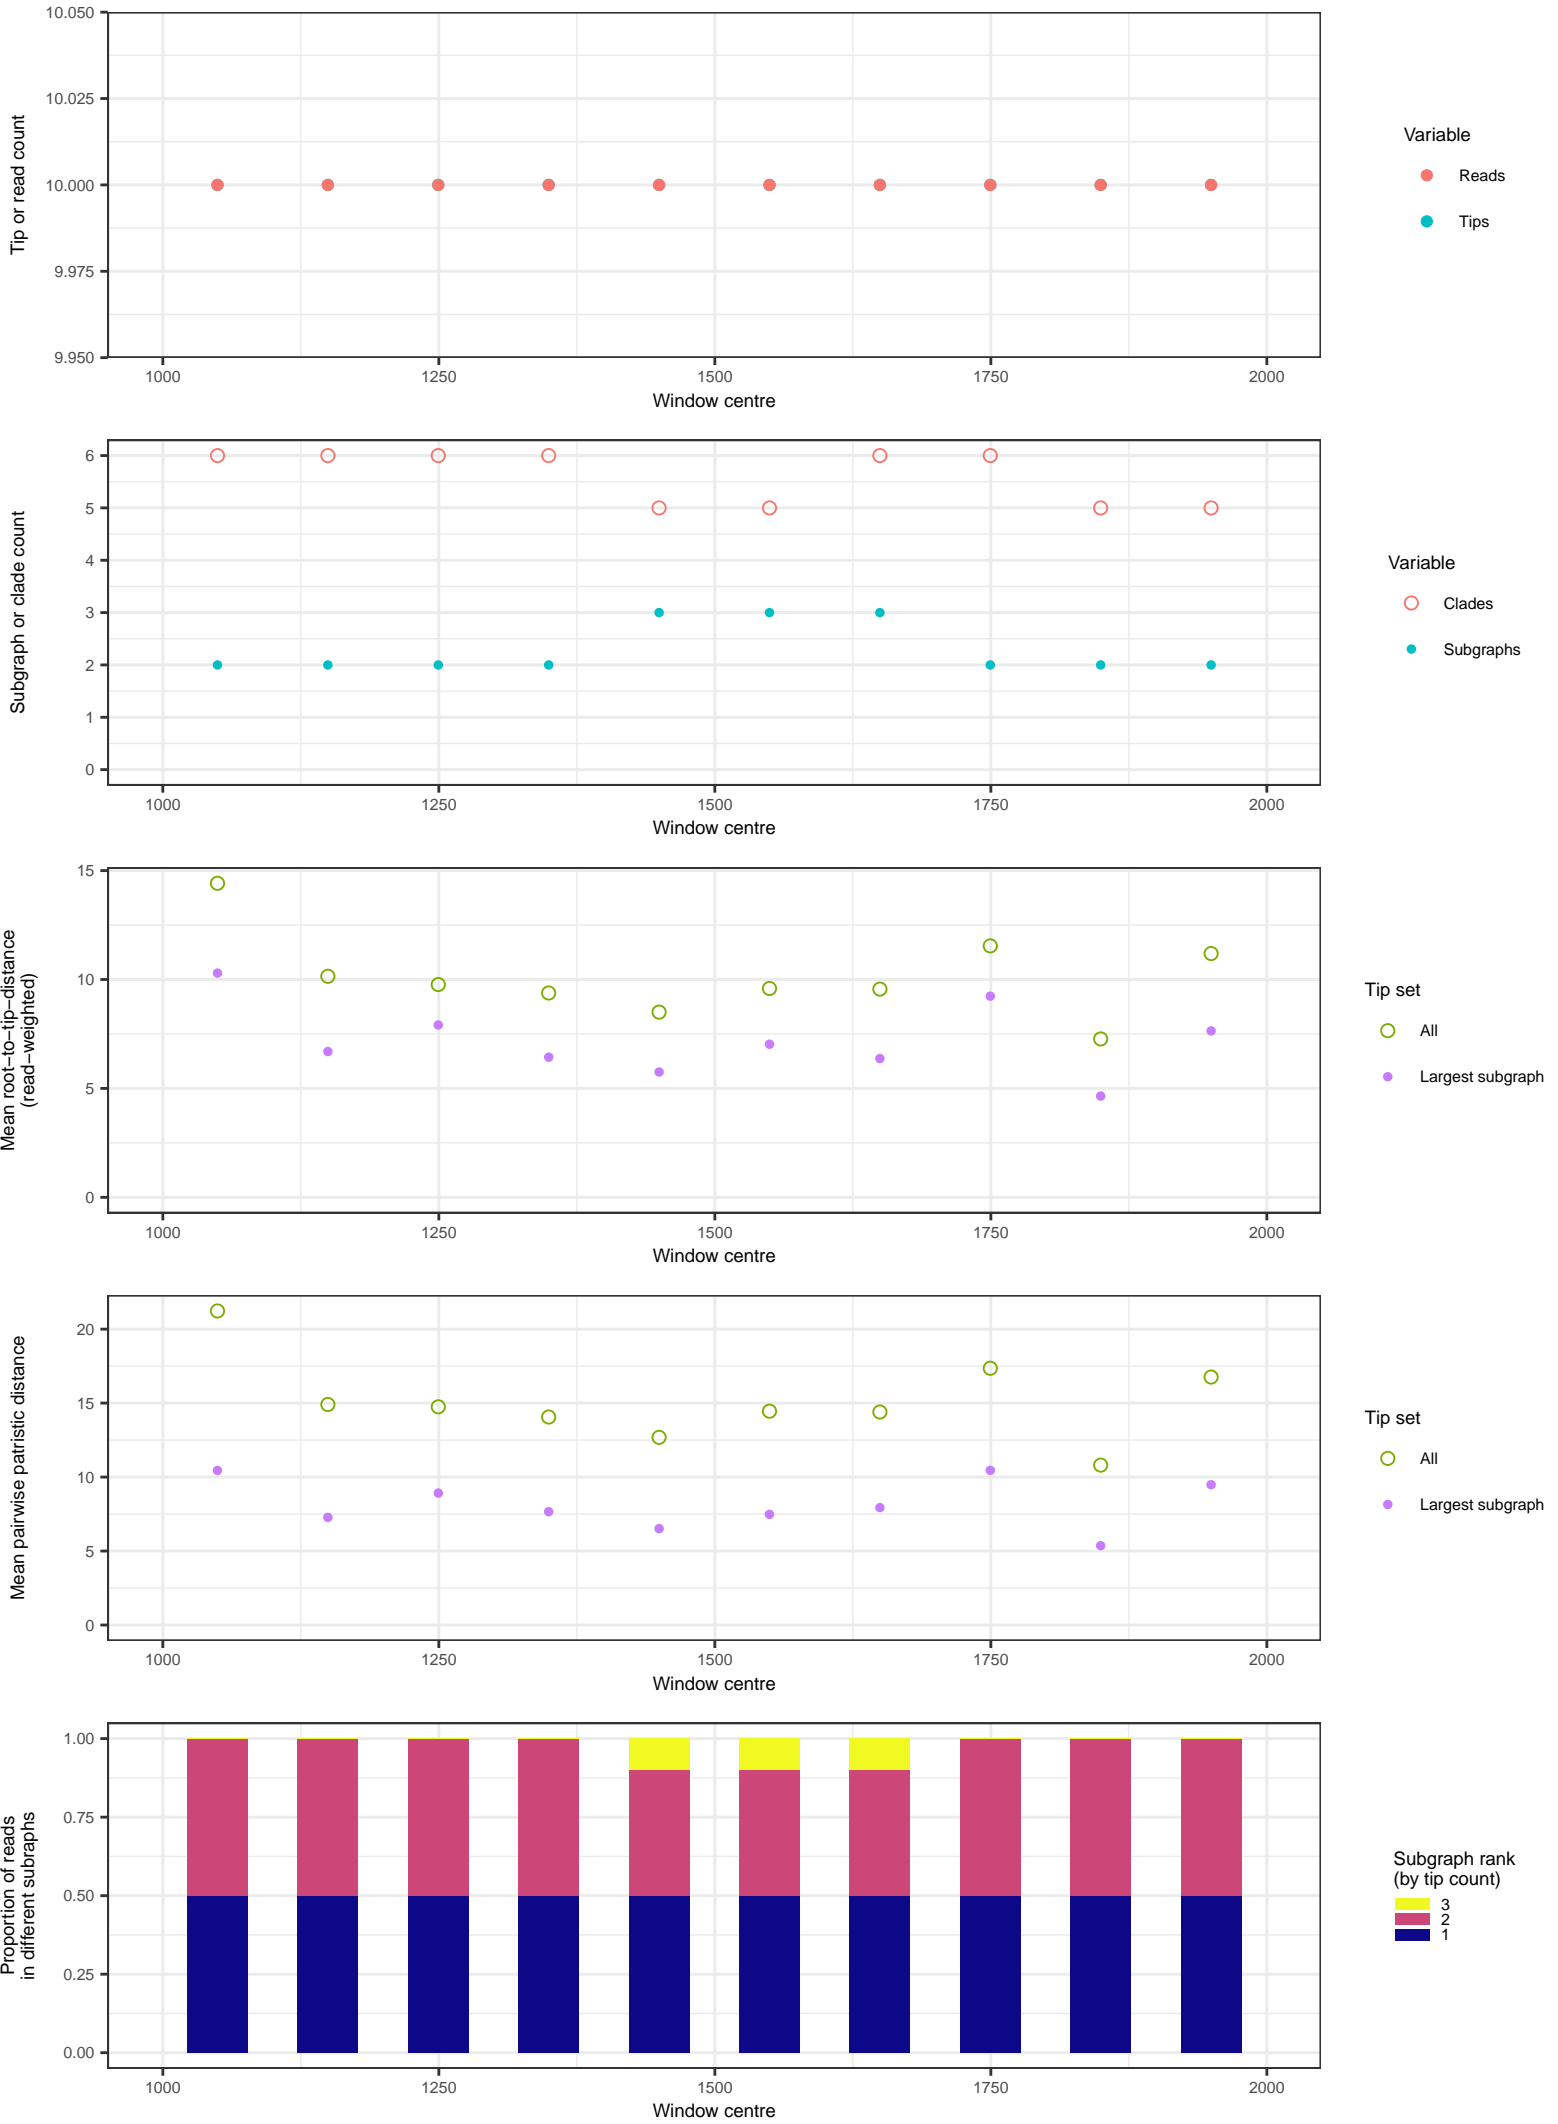 10.050
10.025
10.000
9.975
9.950
Tip or read count
1000 1250 1500 1750 2000
Window centre
Variable
Reads
Tips
6
5
4
3
2
1
0
Subgraph or clade count
1000 1250 1500 1750 2000
Window centre
Variable
Clades
Subgraphs
15
10
5
0
Mean root−to−tip−distance
(read−weighted)
1000 1250 1500 1750 2000
Window centre
Tip set
All
Largest subgraph
20
15
10
5
0
Mean pairwise patristic distance
1000 1250 1500 1750 2000
Window centre
Tip set
All
Largest subgraph
1.00
0.75
0.50
0.25
0.00
Proportion of reads
in different subraphs
1000 1250 1500 1750 2000
Window centre
Subgraph rank
(by tip count)
3
2
1